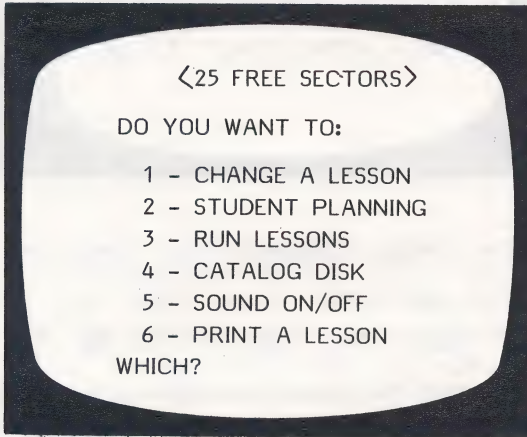 <25 FREE SECTORS>
DO YOU WANT TO:
1 - CHANGE A LESSON
2 - STUDENT PLANNING
3 - RUN LESSONS
4 - CATALOG DISK
5 - SOUND ON/OFF
6 - PRINT A LESSON
WHICH?